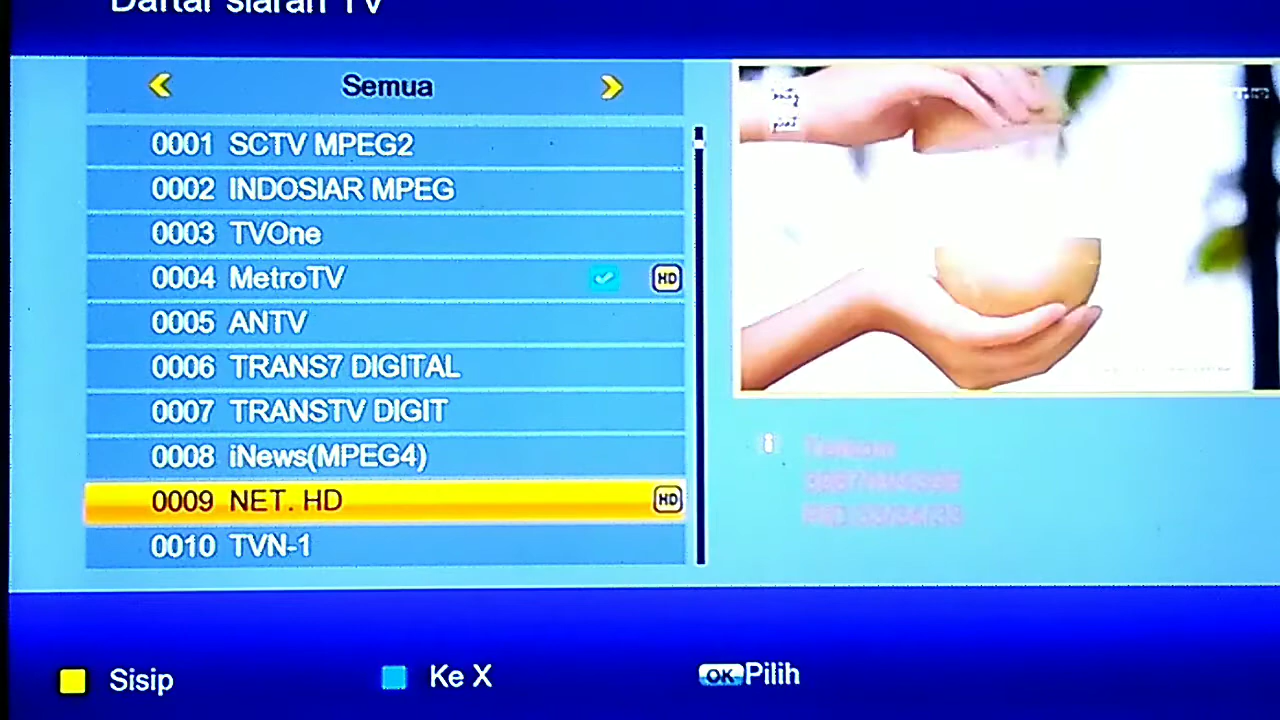 Daftar siaran TV
Semua
0001 SCTV MPEG2
0002 INDOSIAR MPEG
0003 TVOne
0004 MetroTV HD
0005 ANTV
0006 TRANS7 DIGITAL
0007 TRANSTV DIGIT
0008 iNews(MPEG4)
0009 NET. HD HD
0010 TVN-1
Sisip
Ke X
OK Pilih